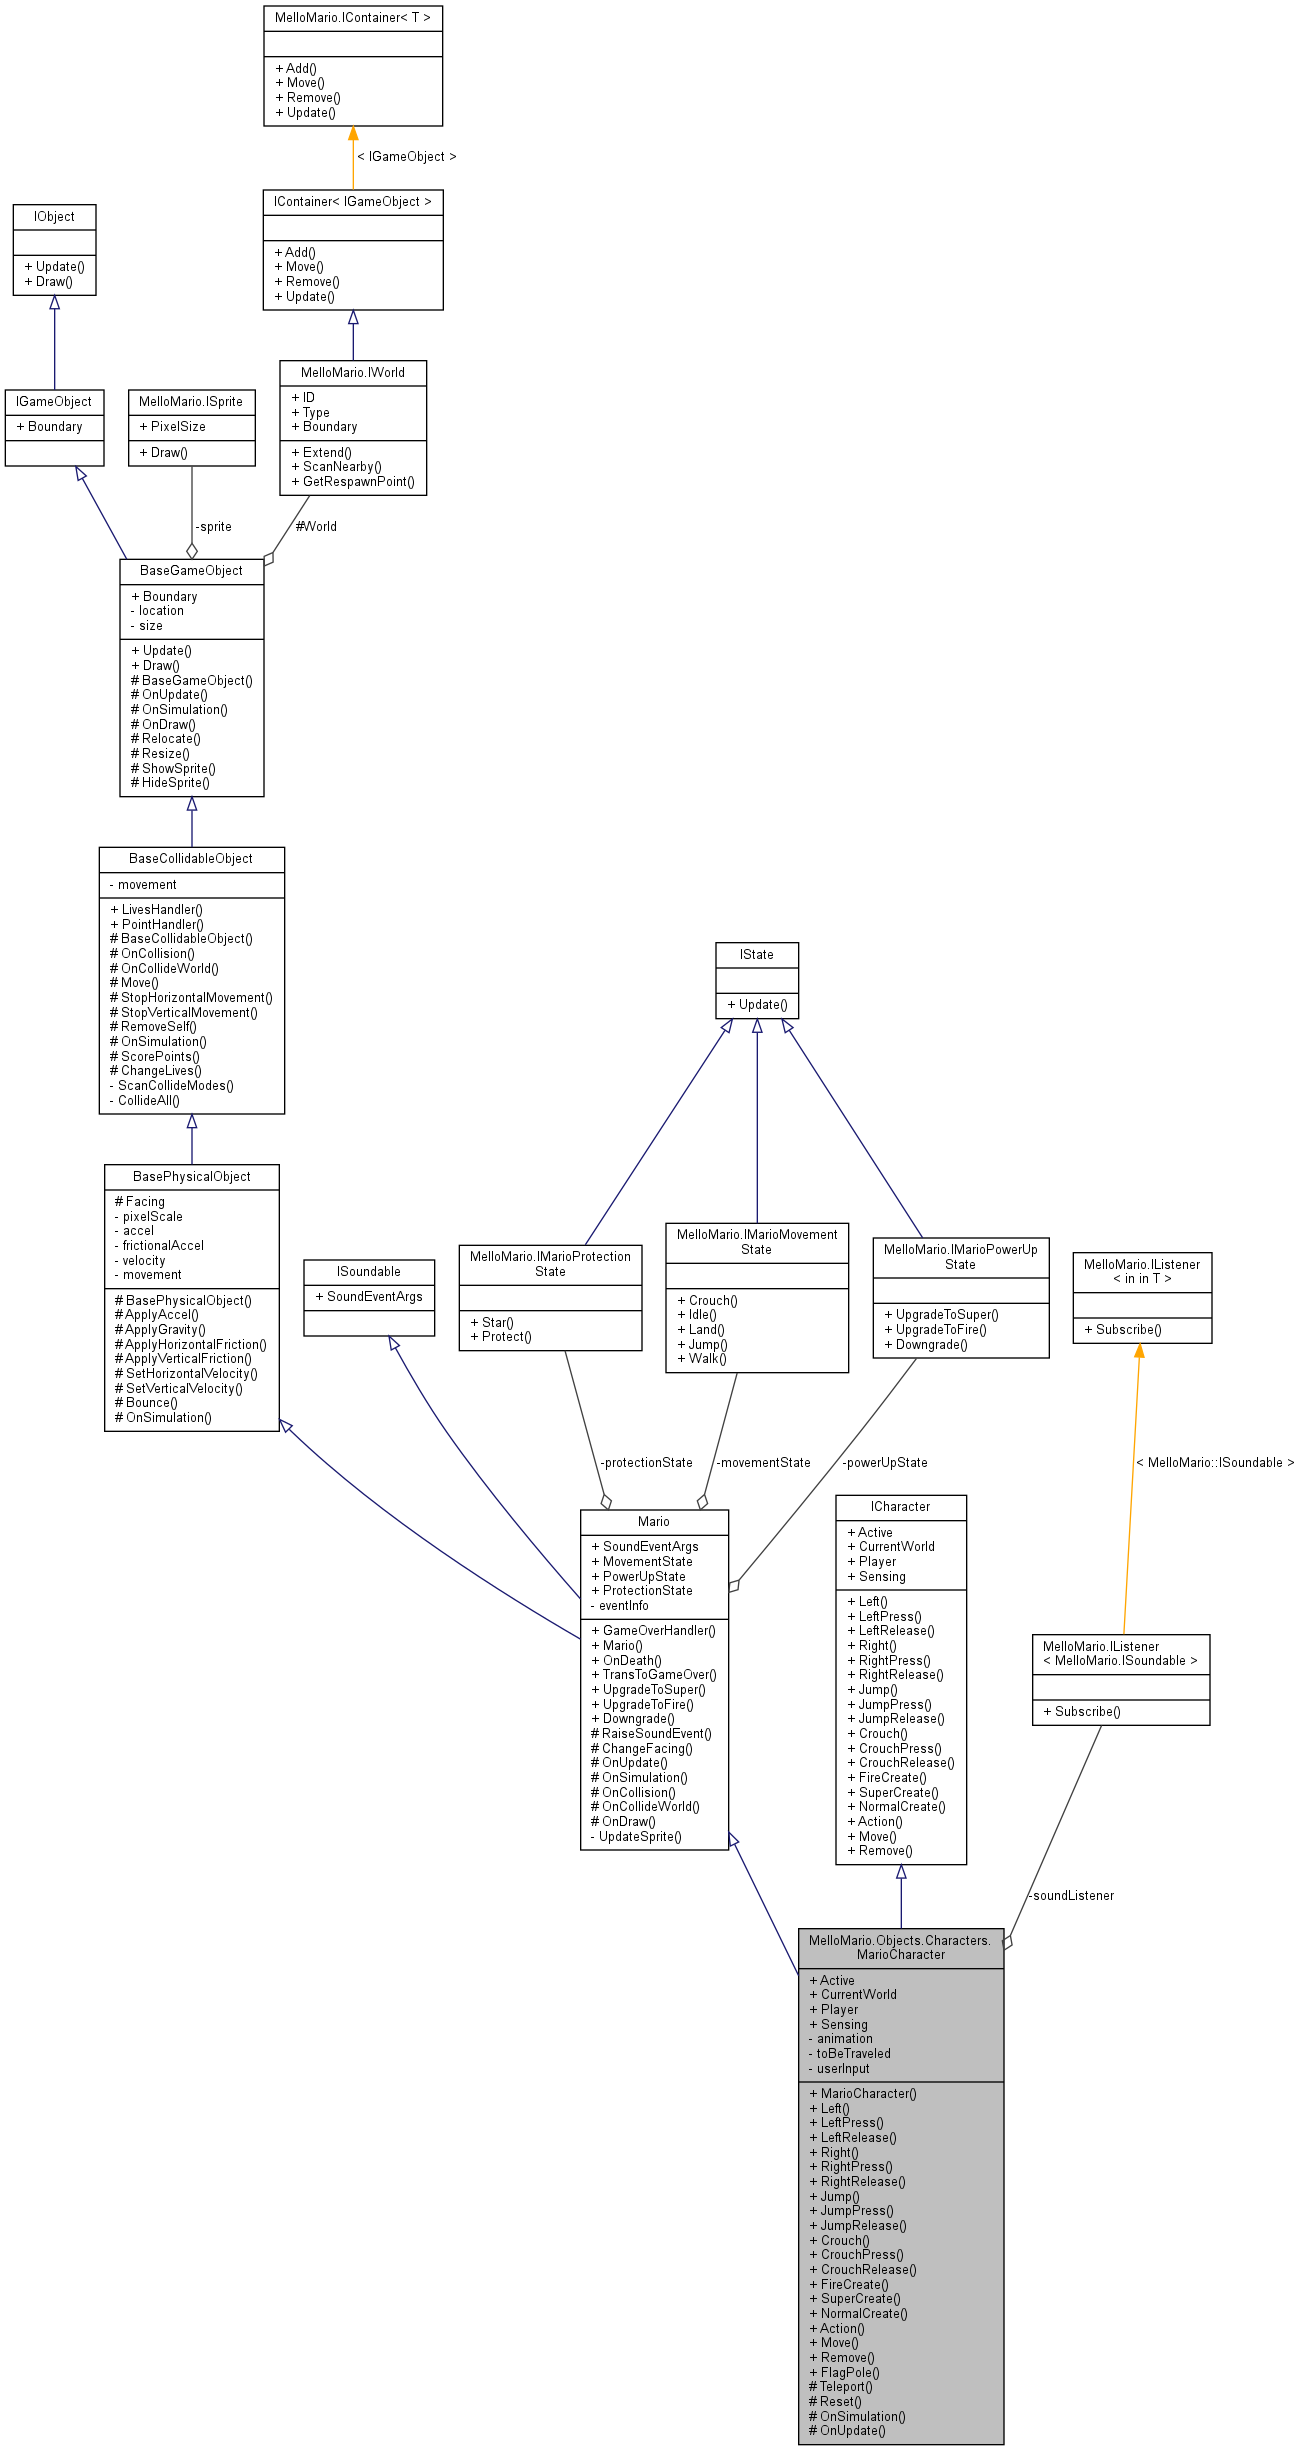 MelloMario.IContainer< T >
+ Add()
+ Move()
+ Remove()
+ Update()
< IGameObject >
IContainer< IGameObject >
+ Add()
+ Move()
+ Remove()
+ Update()
IObject
+ Update()
+ Draw()
IGameObject
+ Boundary
MelloMario.ISprite
+ PixelSize
+ Draw()
MelloMario.IWorld
+ ID
+ Type
+ Boundary
+ Extend()
+ ScanNearby()
+ GetRespawnPoint()
-sprite
#World
BaseGameObject
+ Boundary
- location
- size
+ Update()
+ Draw()
# BaseGameObject()
# OnUpdate()
# OnSimulation()
# OnDraw()
# Relocate()
# Resize()
# ShowSprite()
# HideSprite()
BaseCollidableObject
- movement
+ LivesHandler()
+ PointHandler()
# BaseCollidableObject()
# OnCollision()
# OnCollideWorld()
# Move()
# StopHorizontalMovement()
# StopVerticalMovement()
# RemoveSelf()
# OnSimulation()
# ScorePoints()
# ChangeLives()
- ScanCollideModes()
- CollideAll()
IState
+ Update()
BasePhysicalObject
# Facing
- pixelScale
- accel
- frictionalAccel
- velocity
- movement
# BasePhysicalObject()
# ApplyAccel()
# ApplyGravity()
# ApplyHorizontalFriction()
# ApplyVerticalFriction()
# SetHorizontalVelocity()
# SetVerticalVelocity()
# Bounce()
# OnSimulation()
ISoundable
+ SoundEventArgs
MelloMario.IMarioProtection
State
+ Star()
+ Protect()
MelloMario.IMarioMovement
State
+ Crouch()
+ Idle()
+ Land()
+ Jump()
+ Walk()
MelloMario.IMarioPowerUp
State
+ UpgradeToSuper()
+ UpgradeToFire()
+ Downgrade()
MelloMario.IListener
< in in T >
+ Subscribe()
-protectionState
-movementState
-powerUpState
< MelloMario::ISoundable >
Mario
+ SoundEventArgs
+ MovementState
+ PowerUpState
+ ProtectionState
- eventInfo
+ GameOverHandler()
+ Mario()
+ OnDeath()
+ TransToGameOver()
+ UpgradeToSuper()
+ UpgradeToFire()
+ Downgrade()
# RaiseSoundEvent()
# ChangeFacing()
# OnUpdate()
# OnSimulation()
# OnCollision()
# OnCollideWorld()
# OnDraw()
- UpdateSprite()
ICharacter
+ Active
+ CurrentWorld
+ Player
+ Sensing
+ Left()
+ LeftPress()
+ LeftRelease()
+ Right()
+ RightPress()
+ RightRelease()
+ Jump()
+ JumpPress()
+ JumpRelease()
+ Crouch()
+ CrouchPress()
+ CrouchRelease()
+ FireCreate()
+ SuperCreate()
+ NormalCreate()
+ Action()
+ Move()
+ Remove()
MelloMario.IListener
< MelloMario.ISoundable >
+ Subscribe()
-soundListener
MelloMario.Objects.Characters.
MarioCharacter
+ Active
+ CurrentWorld
+ Player
+ Sensing
- animation
- toBeTraveled
- userInput
+ MarioCharacter()
+ Left()
+ LeftPress()
+ LeftRelease()
+ Right()
+ RightPress()
+ RightRelease()
+ Jump()
+ JumpPress()
+ JumpRelease()
+ Crouch()
+ CrouchPress()
+ CrouchRelease()
+ FireCreate()
+ SuperCreate()
+ NormalCreate()
+ Action()
+ Move()
+ Remove()
+ FlagPole()
# Teleport()
# Reset()
# OnSimulation()
# OnUpdate()